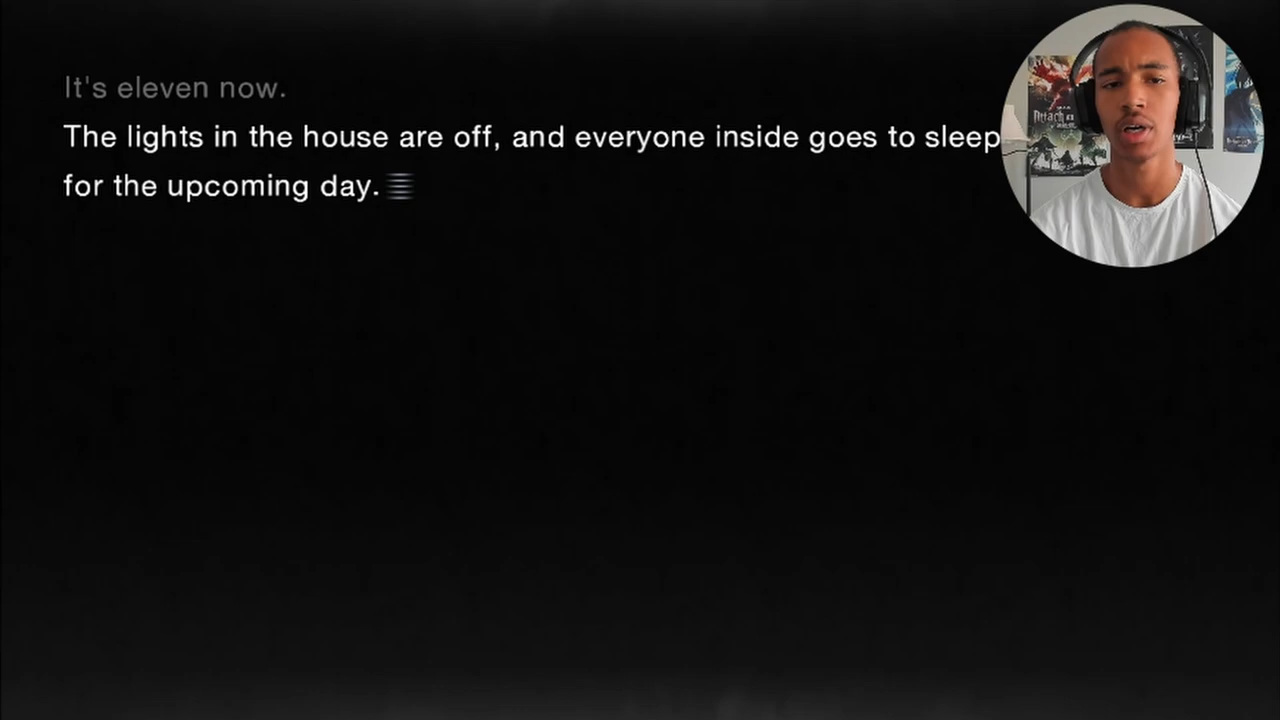 It's eleven now.
The lights in the house are off, and everyone inside goes to sleep
for the upcoming day.
Attack